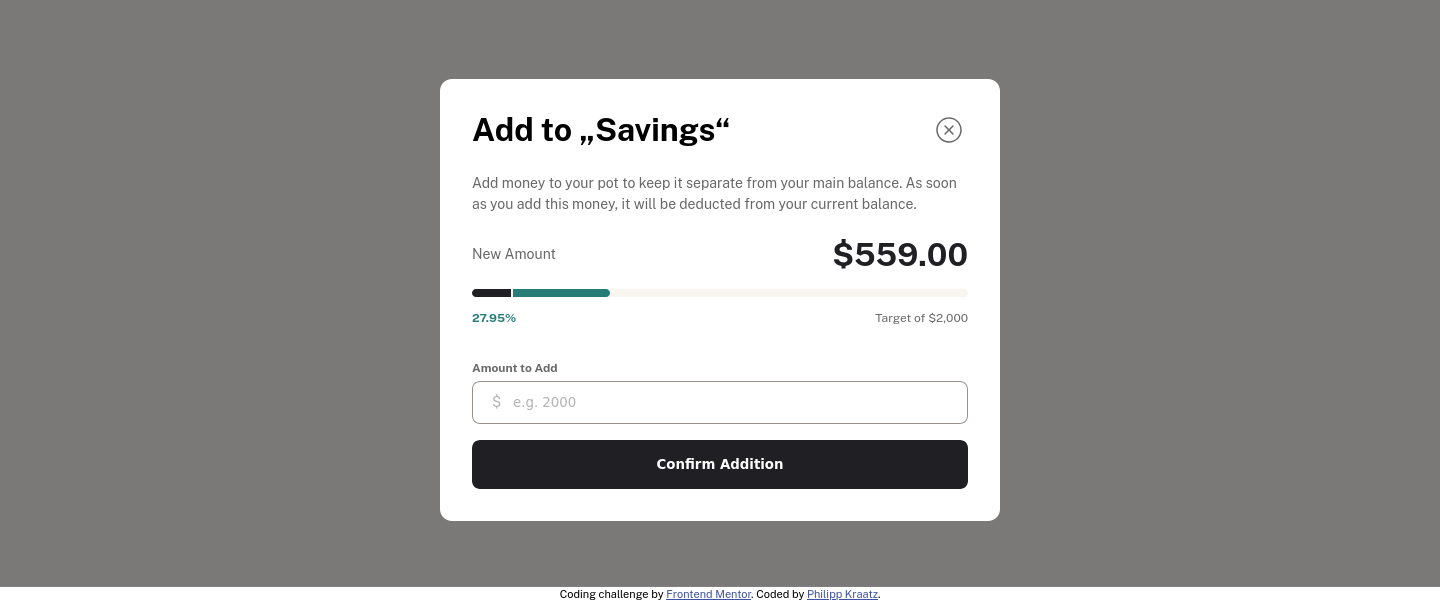 Add to „Savings“
Add money to your pot to keep it separate from your main balance. As soon
as you add this money, it will be deducted from your current balance.
New Amount
$559.00
27.95%
Target of $2,000
Amount to Add
$ e.g. 2000
Confirm Addition
Coding challenge by Frontend Mentor. Coded by Philipp Kraatz.